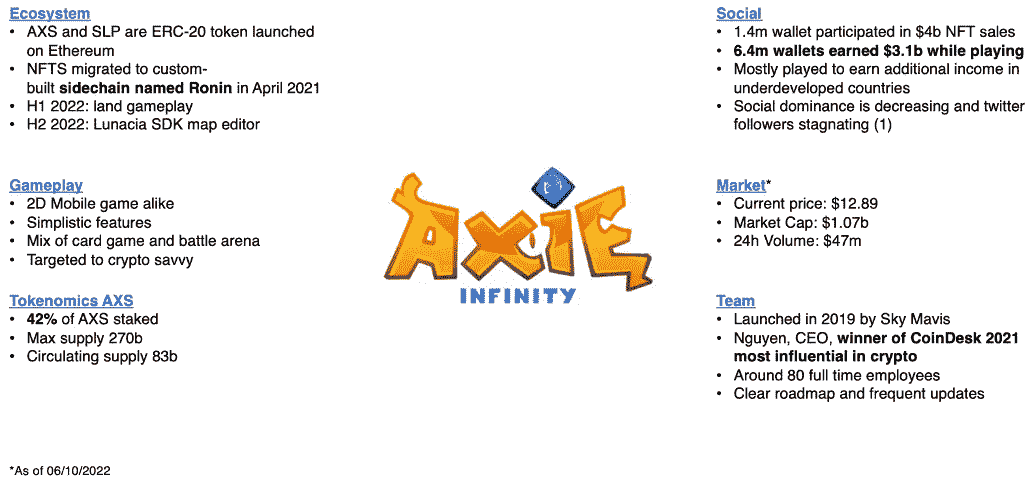 Ecosystem
• AXS and SLP are ERC-20 token launched
on Ethereum
• NFTS migrated to custom-
built sidechain named Ronin in April 2021
• H1 2022: land gameplay
• H2 2022: Lunacia SDK map editor
Gameplay
• 2D Mobile game alike
• Simplistic features
• Mix of card game and battle arena
• Targeted to crypto savvy
Tokenomics AXS
• 42% of AXS staked
• Max supply 270b
• Circulating supply 83b
AXIE
INFINITY
Social
• 1.4m wallet participated in $4b NFT sales
• 6.4m wallets earned $3.1b while playing
• Mostly played to earn additional income in
underdeveloped countries
• Social dominance is decreasing and twitter
followers stagnating (1)
Market*
• Current price: $12.89
• Market Cap: $1.07b
• 24h Volume: $47m
Team
• Launched in 2019 by Sky Mavis
• Nguyen, CEO, winner of CoinDesk 2021
most influential in crypto
• Around 80 full time employees
• Clear roadmap and frequent updates
*As of 06/10/2022